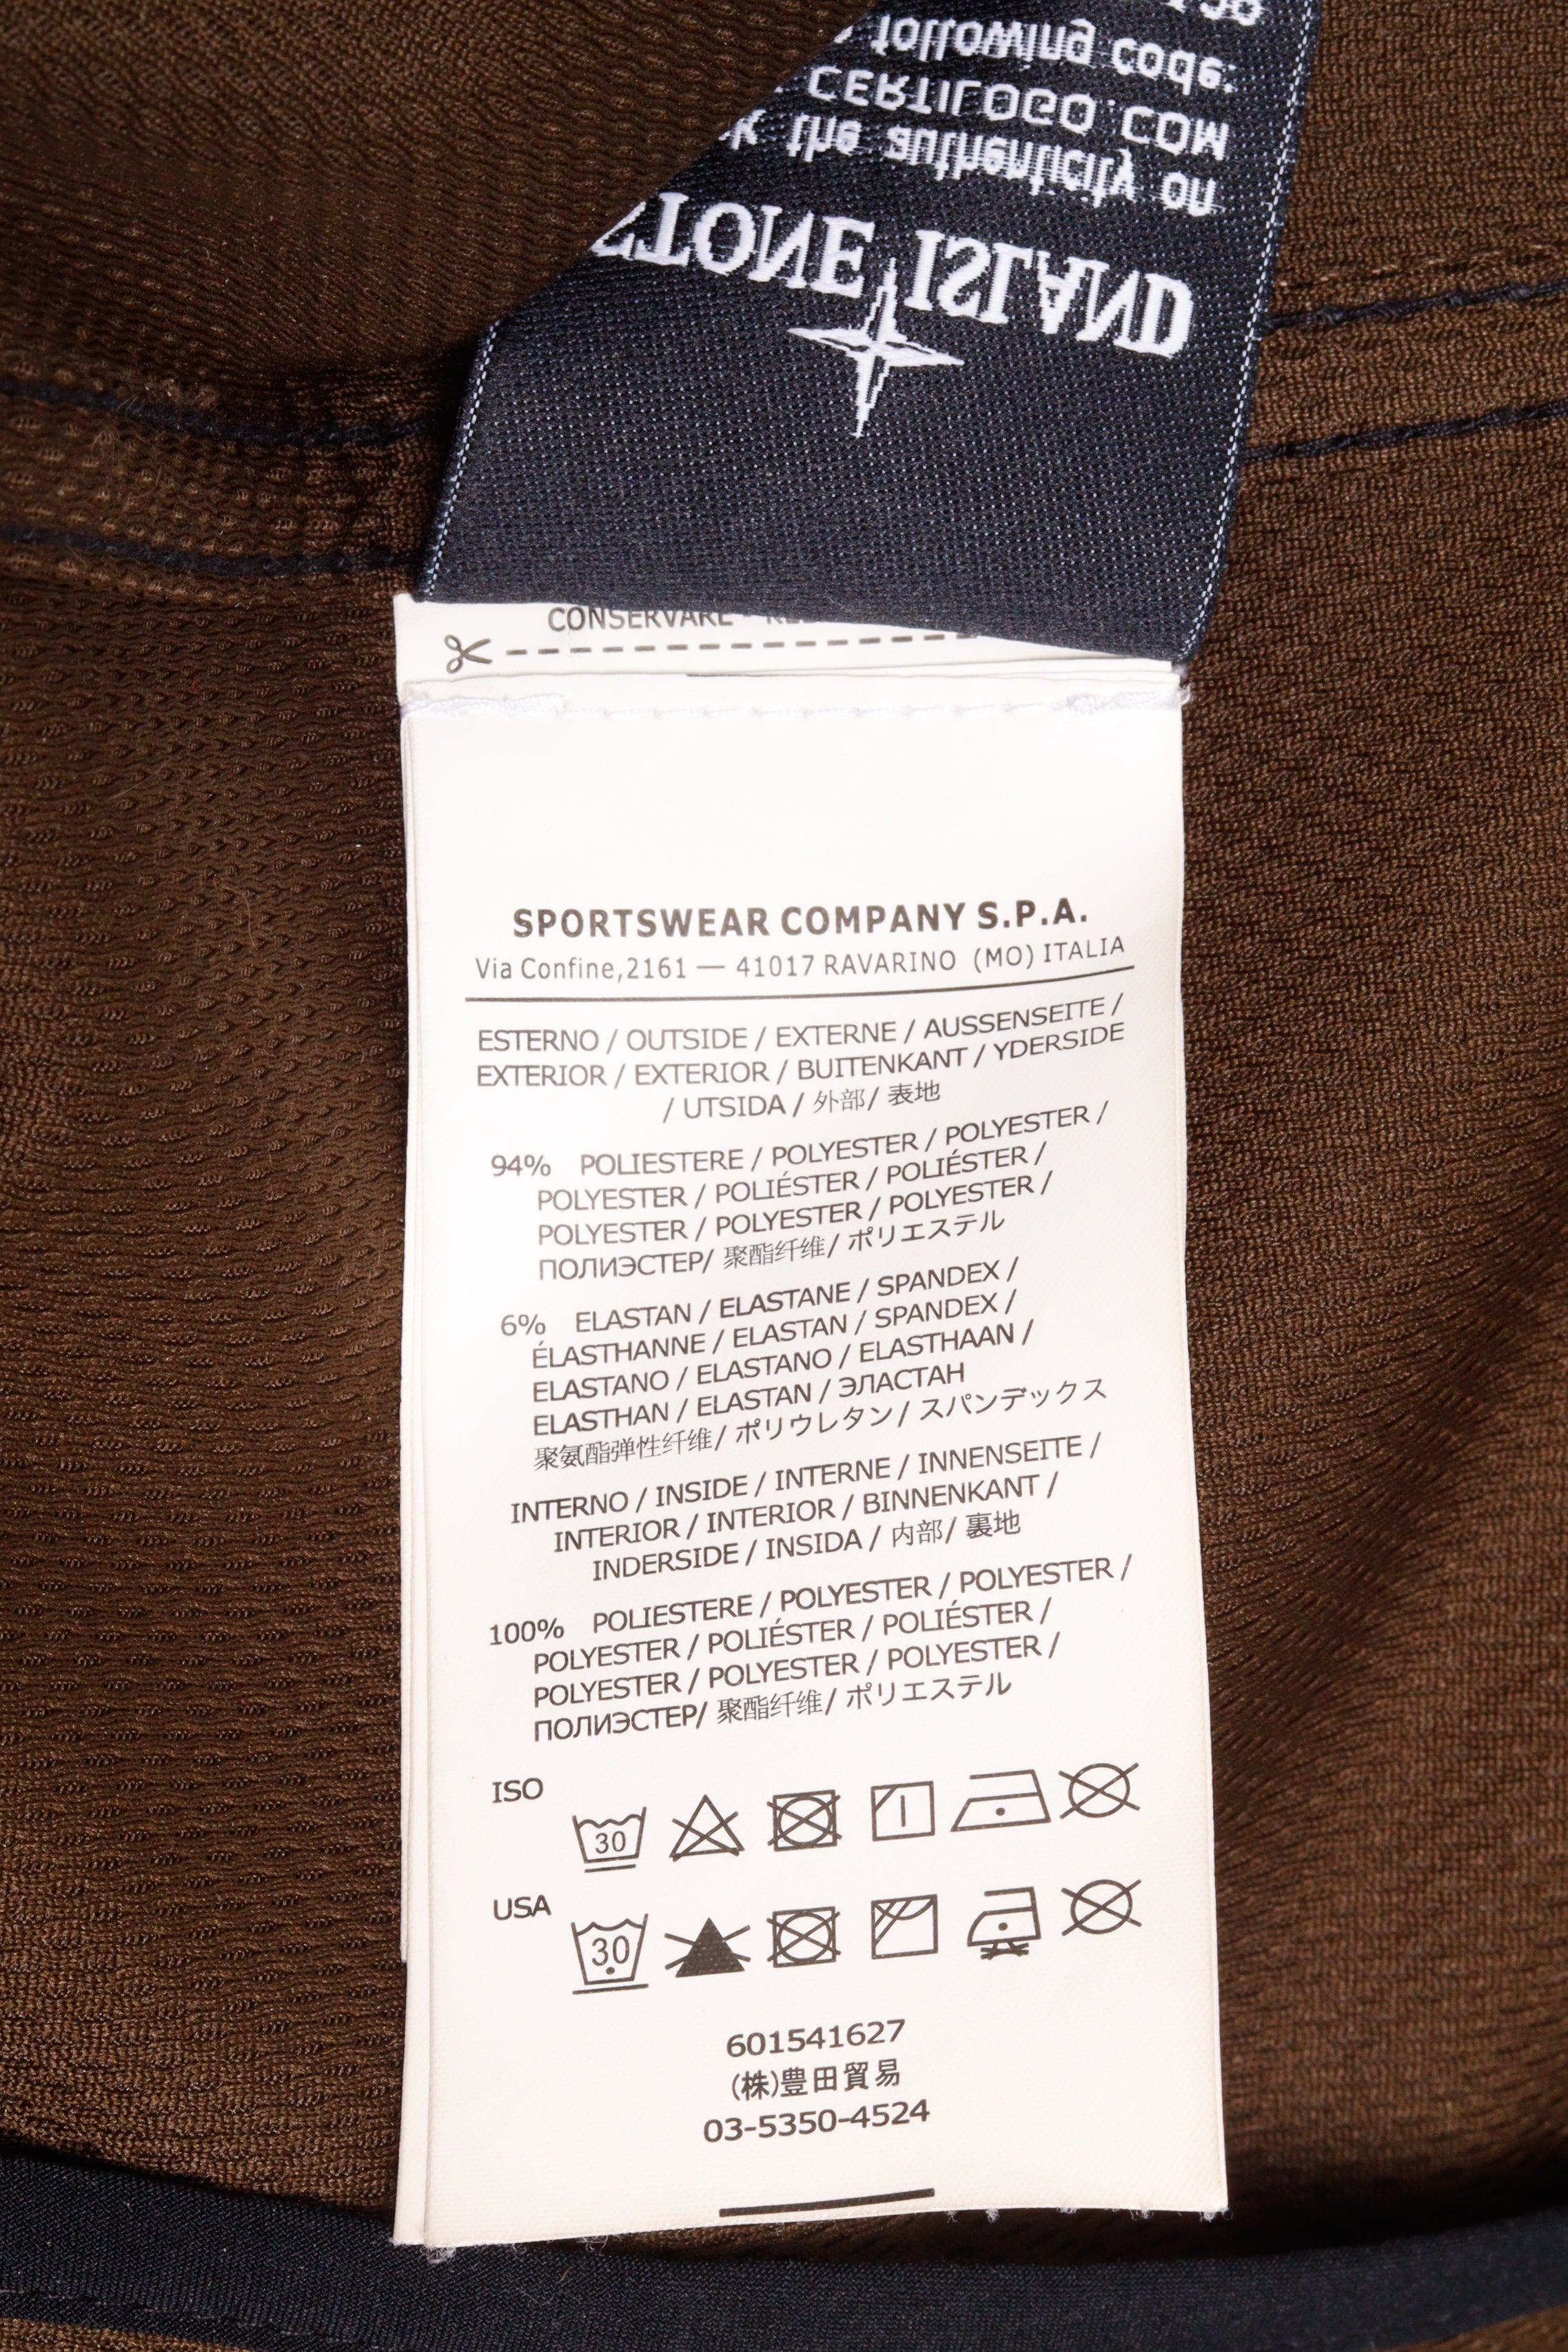 following code:
CERTILOGO.COM
the authenticity on
STONE ISLAND
CONSERVARE -
SPORTSWEAR COMPANY S.P.A.
Via Confine,2161 — 41017 RAVARINO (MO) ITALIA
ESTERNO / OUTSIDE / EXTERNE / AUSSENSEITE /
EXTERIOR / EXTERIOR / BUITENKANT / YDERSIDE
/ UTSIDA / 外部/ 表地
94% POLIESTERE / POLYESTER / POLYESTER /
POLYESTER / POLIÉSTER / POLIÉSTER /
POLYESTER / POLYESTER / POLYESTER /
ПОЛИЭСТЕР/ 聚酯纤维/ ポリエステル
6% ELASTAN / ELASTANE / SPANDEX /
ÉLASTHANNE / ELASTAN / SPANDEX /
ELASTANO / ELASTANO / ELASTHAAN /
ELASTHAN / ELASTAN / ЭЛАСТАН
聚氨酯弹性纤维/ ポリウレタン/ スパンデックス
INTERNO / INSIDE / INTERNE / INNENSEITE /
INTERIOR / INTERIOR / BINNENKANT /
INDERSIDE / INSIDA / 内部/ 裏地
100% POLIESTERE / POLYESTER / POLYESTER /
POLYESTER / POLIÉSTER / POLIÉSTER /
POLYESTER / POLYESTER / POLYESTER /
ПОЛИЭСТЕР/ 聚酯纤维/ ポリエステル
ISO
30
USA
30
601541627
(株)豊田貿易
03-5350-4524